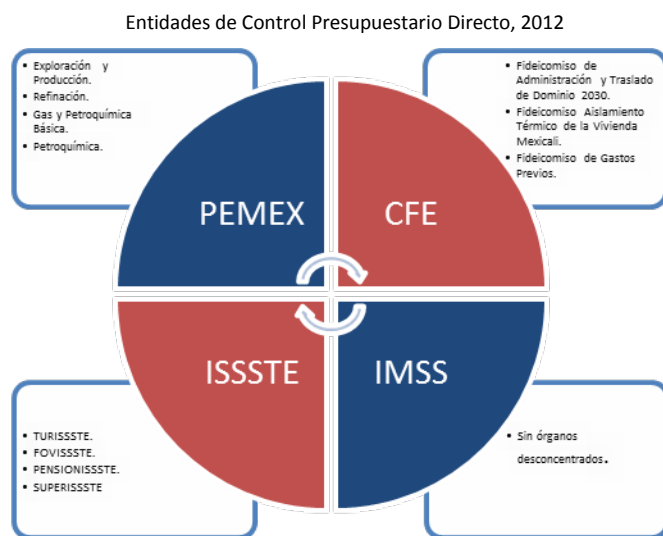 Entidades de Control Presupuestario Directo, 2012
• Exploración y
Producción.
• Refinación.
• Gas y Petroquímica
Básica.
• Petroquímica.
• Fideicomiso de
Administración y Traslado
de Dominio 2030.
• Fideicomiso Aislamiento
Térmico de la Vivienda
Mexicali.
• Fideicomiso de Gastos
Previos.
PEMEX
CFE
ISSSTE
IMSS
• TURISSSTE.
• FOVISSSTE.
• PENSIONISSSTE.
• SUPERISSSTE
• Sin órganos
desconcentrados.